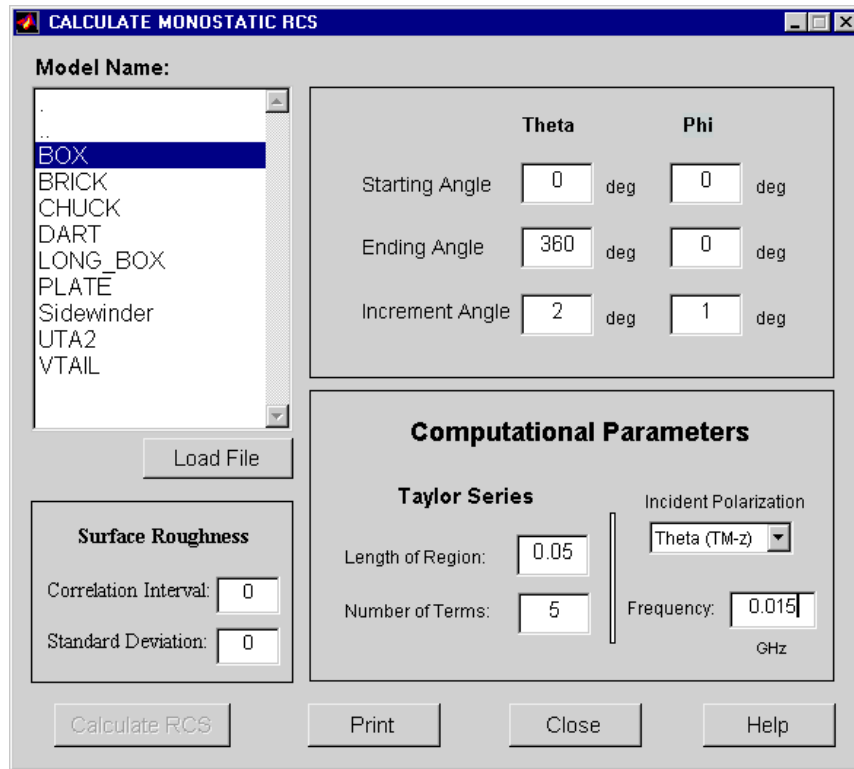 CALCULATE MONOSTATIC RCS
Model Name:
.
..
BOX
BRICK
CHUCK
DART
LONG_BOX
PLATE
Sidewinder
UTA2
VTAIL
Load File
Theta Phi
Starting Angle 0 deg 0 deg
Ending Angle 360 deg 0 deg
Increment Angle 2 deg 1 deg
Surface Roughness
Correlation Interval: 0
Standard Deviation: 0
Computational Parameters
Taylor Series
Length of Region: 0.05
Number of Terms: 5
Incident Polarization
Theta (TM-z)
Frequency: 0.015
GHz
Calculate RCS Print Close Help